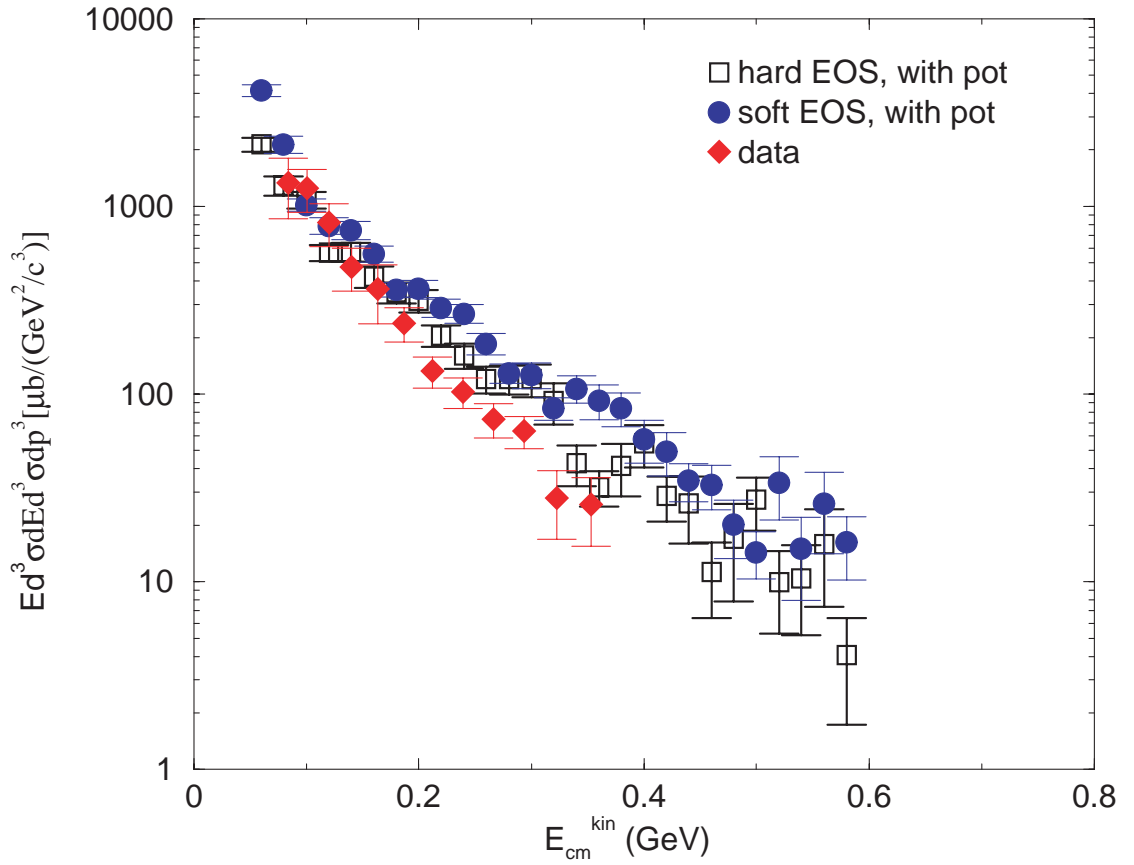 10000
1000
100
10
1
0
0.2
0.4
0.6
0.8
Ed³σdEd³σdp³ [μb/(GeV²/c³)]
E_cm^kin (GeV)
hard EOS, with pot
soft EOS, with pot
data